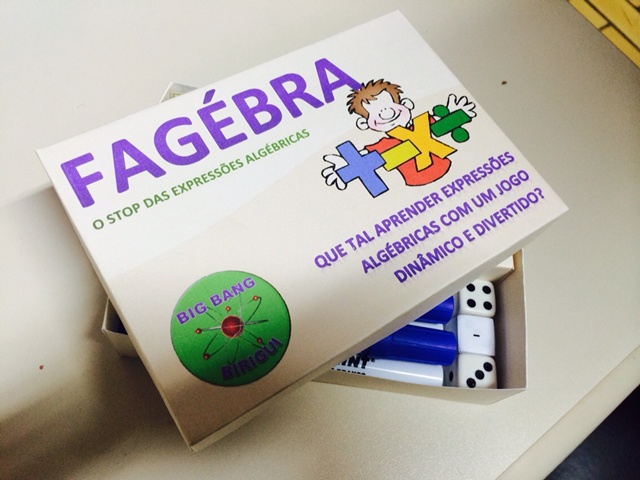 FAGÉBRA
O STOP DAS EXPRESSÕES ALGÉBRICAS
QUE TAL APRENDER EXPRESSÕES
ALGÉBRICAS COM UM JOGO
DINÂMICO E DIVERTIDO?
BIG BANG
BIRIGUI